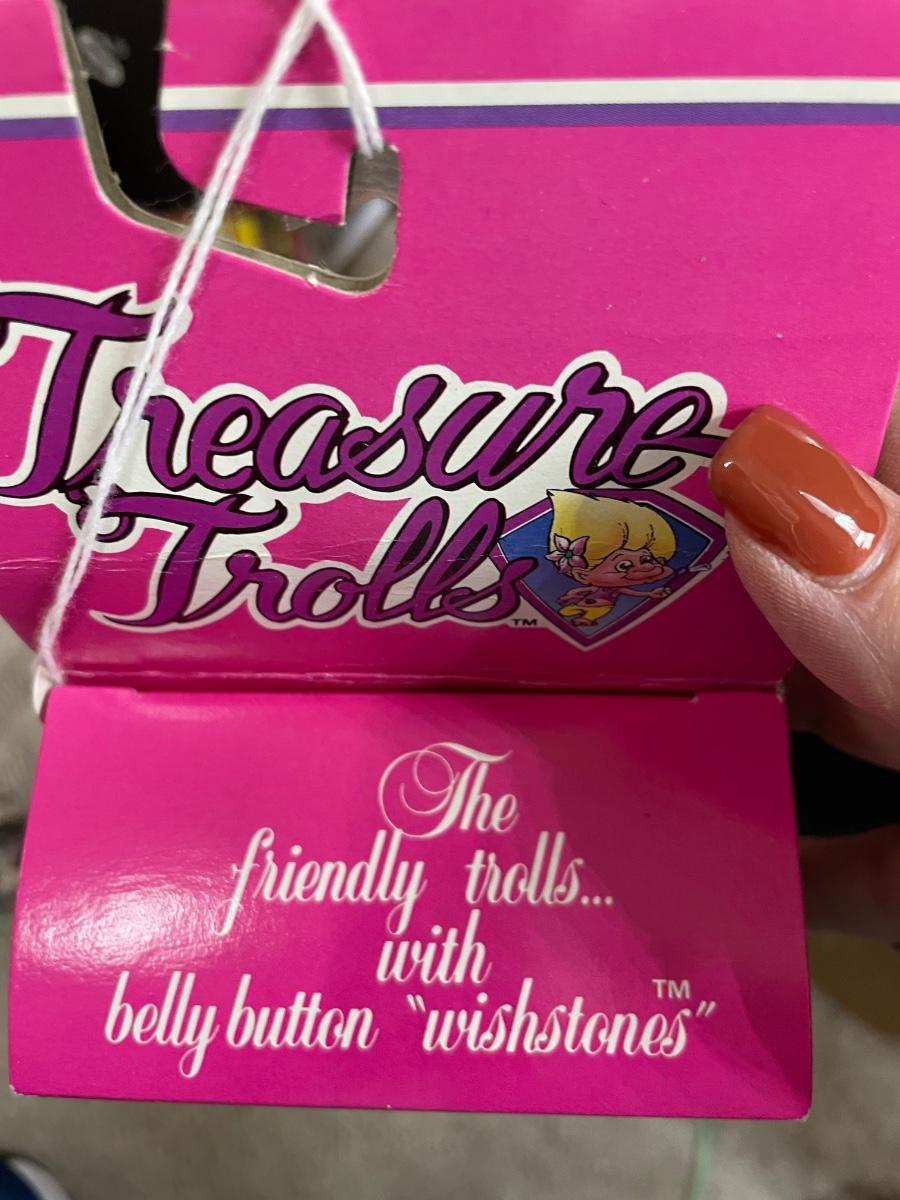 Treasure
Trolls™
The
friendly trolls...
with
belly button "wishstones"™